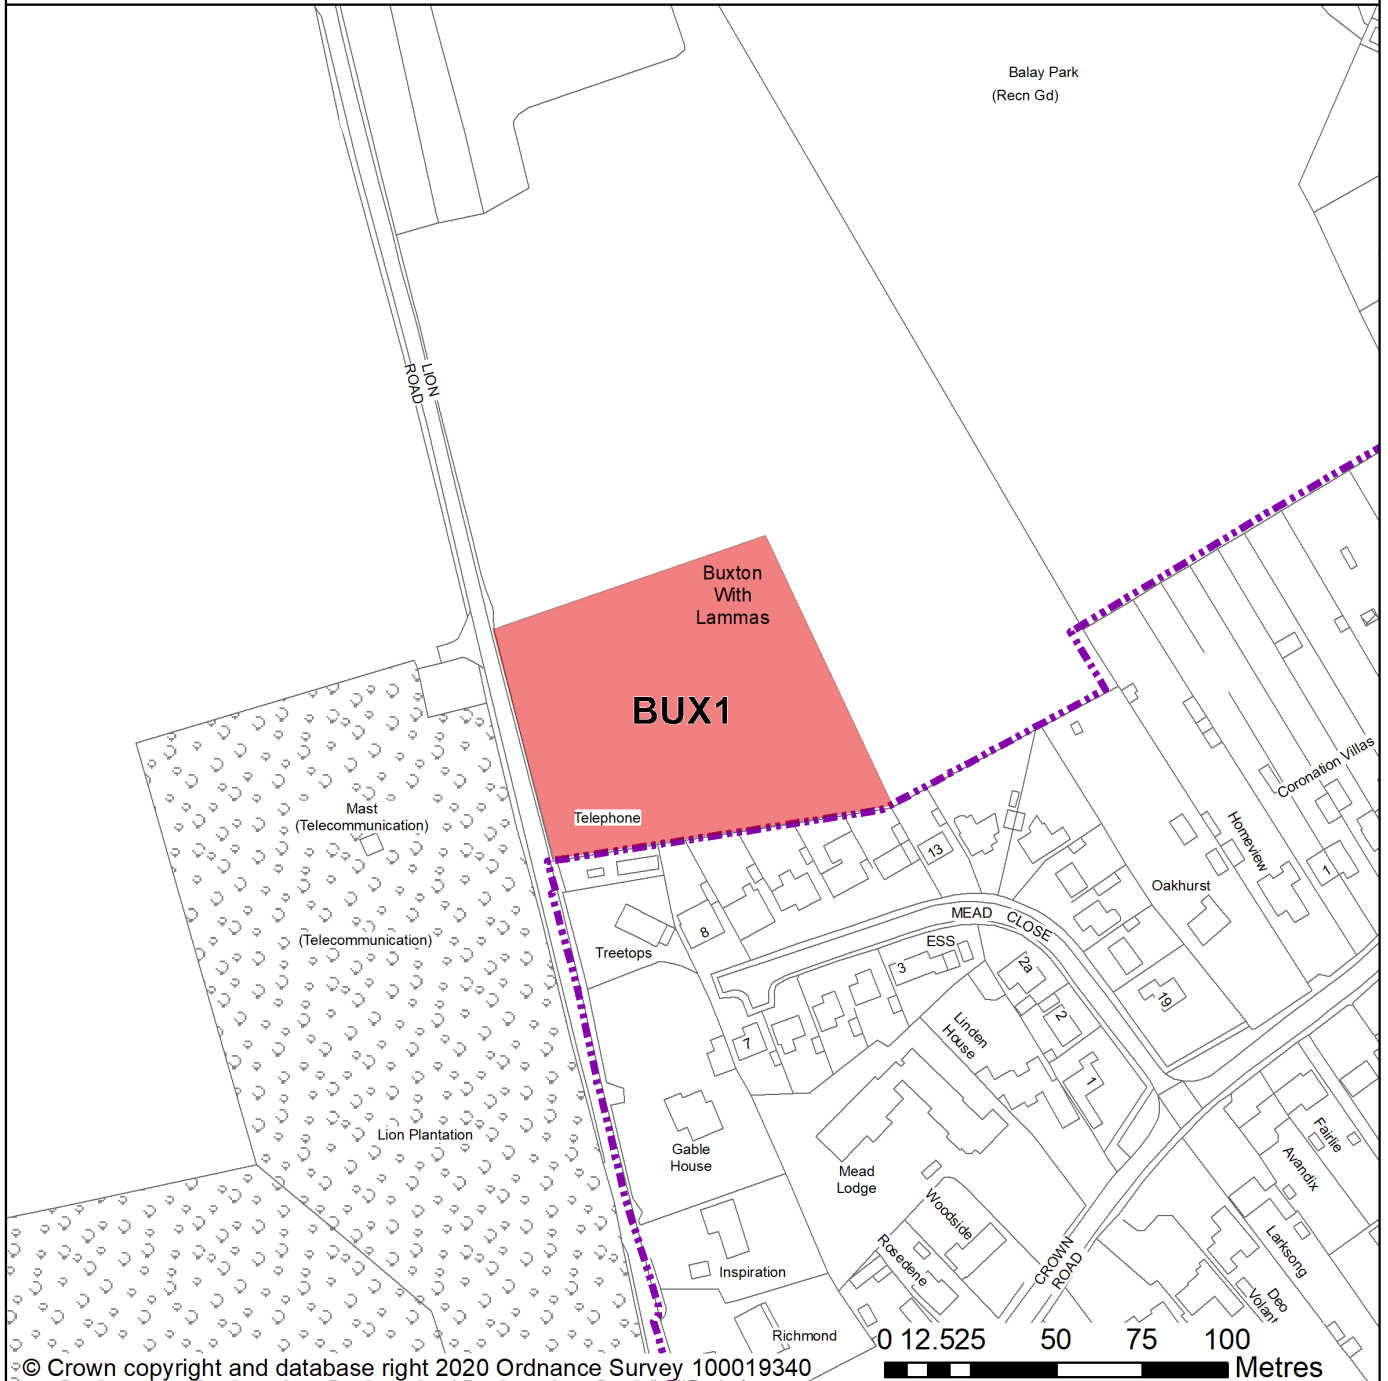 Balay Park
(Recn Gd)
LION
ROAD
Buxton
With
Lammas
BUX1
Telephone
Mast
(Telecommunication)
(Telecommunication)
Lion Plantation
Treetops
8
13
MEAD CLOSE
ESS
3
2a
2
1
7
Linden
House
Oakhurst
19
Homeview
1
Coronation Villas
Gable
House
Mead
Lodge
Woodside
Rosedene
CROWN
ROAD
Fairlie
Avandix
Larksong
Deo
Volant
Inspiration
Richmond
0 12.525 50 75 100
Metres
© Crown copyright and database right 2020 Ordnance Survey 100019340